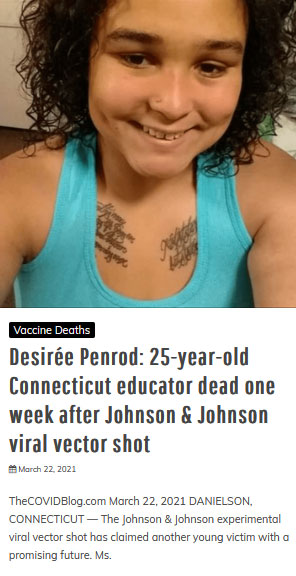 Vaccine Deaths
Desirée Penrod: 25-year-old
Connecticut educator dead one
week after Johnson & Johnson
viral vector shot
March 22, 2021
TheCOVIDBlog.com March 22, 2021 DANIELSON,
CONNECTICUT — The Johnson & Johnson experimental
viral vector shot has claimed another young victim with a
promising future. Ms.